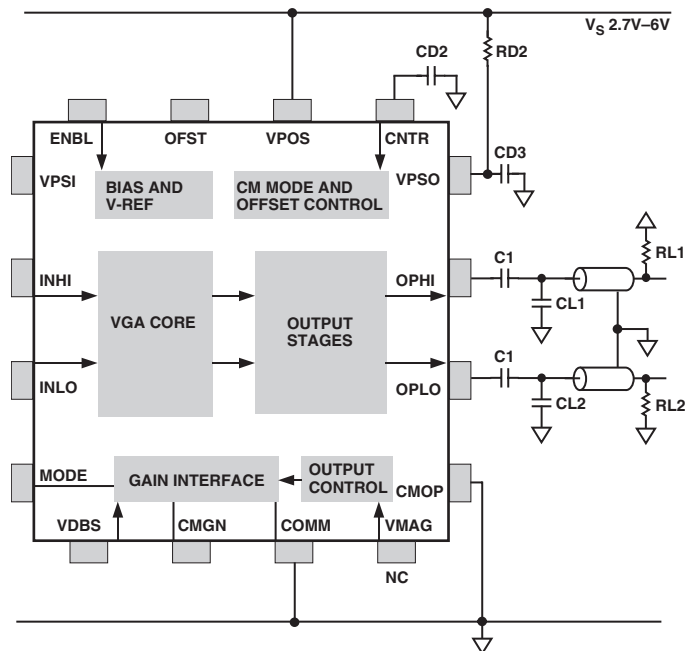 V_S 2.7V–6V
RD2
CD2
CD3
ENBL
OFST
VPOS
CNTR
VPSI
BIAS AND
V-REF
CM MODE AND
OFFSET CONTROL
VPSO
RL1
INHI
VGA CORE
OUTPUT
STAGES
OPHI
C1
CL1
INLO
OPLO
C1
CL2
RL2
MODE
GAIN INTERFACE
OUTPUT
CONTROL
CMOP
VDBS
CMGN
COMM
VMAG
NC